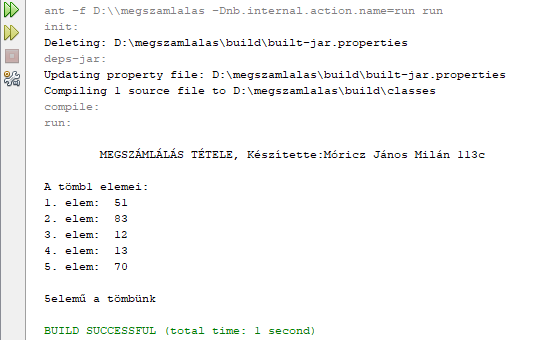 ant -f D:\\megszamlalas -Dnb.internal.action.name=run run
init:
Deleting: D:\megszamlalas\build\built-jar.properties
deps-jar:
Updating property file: D:\megszamlalas\build\built-jar.properties
Compiling 1 source file to D:\megszamlalas\build\classes
compile:
run:
MEGSZÁMLÁLÁS TÉTELE, Készítette:Móricz János Milán 113c
A tömb1 elemei:
1. elem: 51
2. elem: 83
3. elem: 12
4. elem: 13
5. elem: 70
5elemű a tömbünk
BUILD SUCCESSFUL (total time: 1 second)